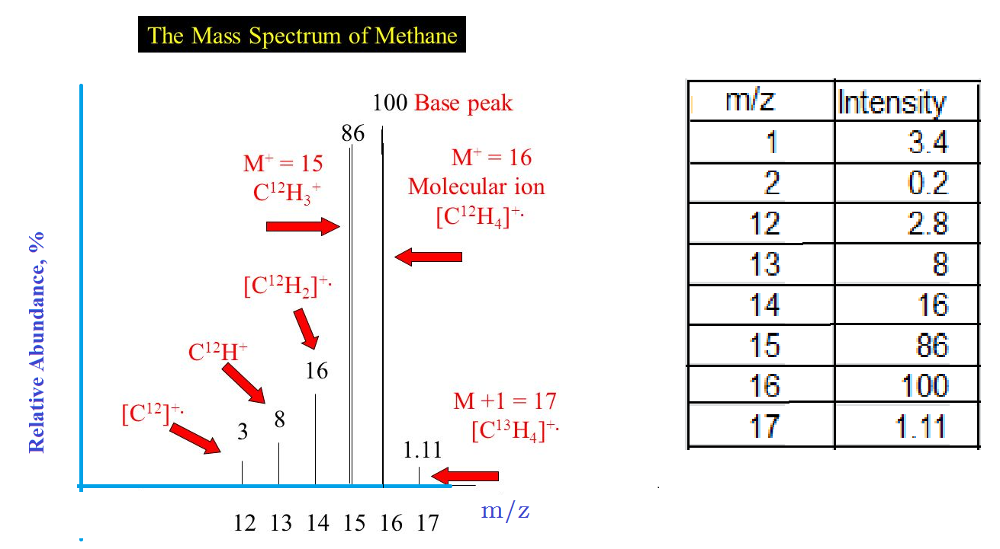 The Mass Spectrum of Methane
100 Base peak
86
M⁺ = 15
C¹²H₃⁺
M⁺ = 16
Molecular ion
[C¹²H₄]⁺·
[C¹²H₂]⁺·
C¹²H⁺
16
[C¹²]⁺·
3
8
M +1 = 17
[C¹³H₄]⁺·
1.11
Relative Abundance, %
12 13 14 15 16 17
m/z
m/z Intensity
1 3.4
2 0.2
12 2.8
13 8
14 16
15 86
16 100
17 1.11